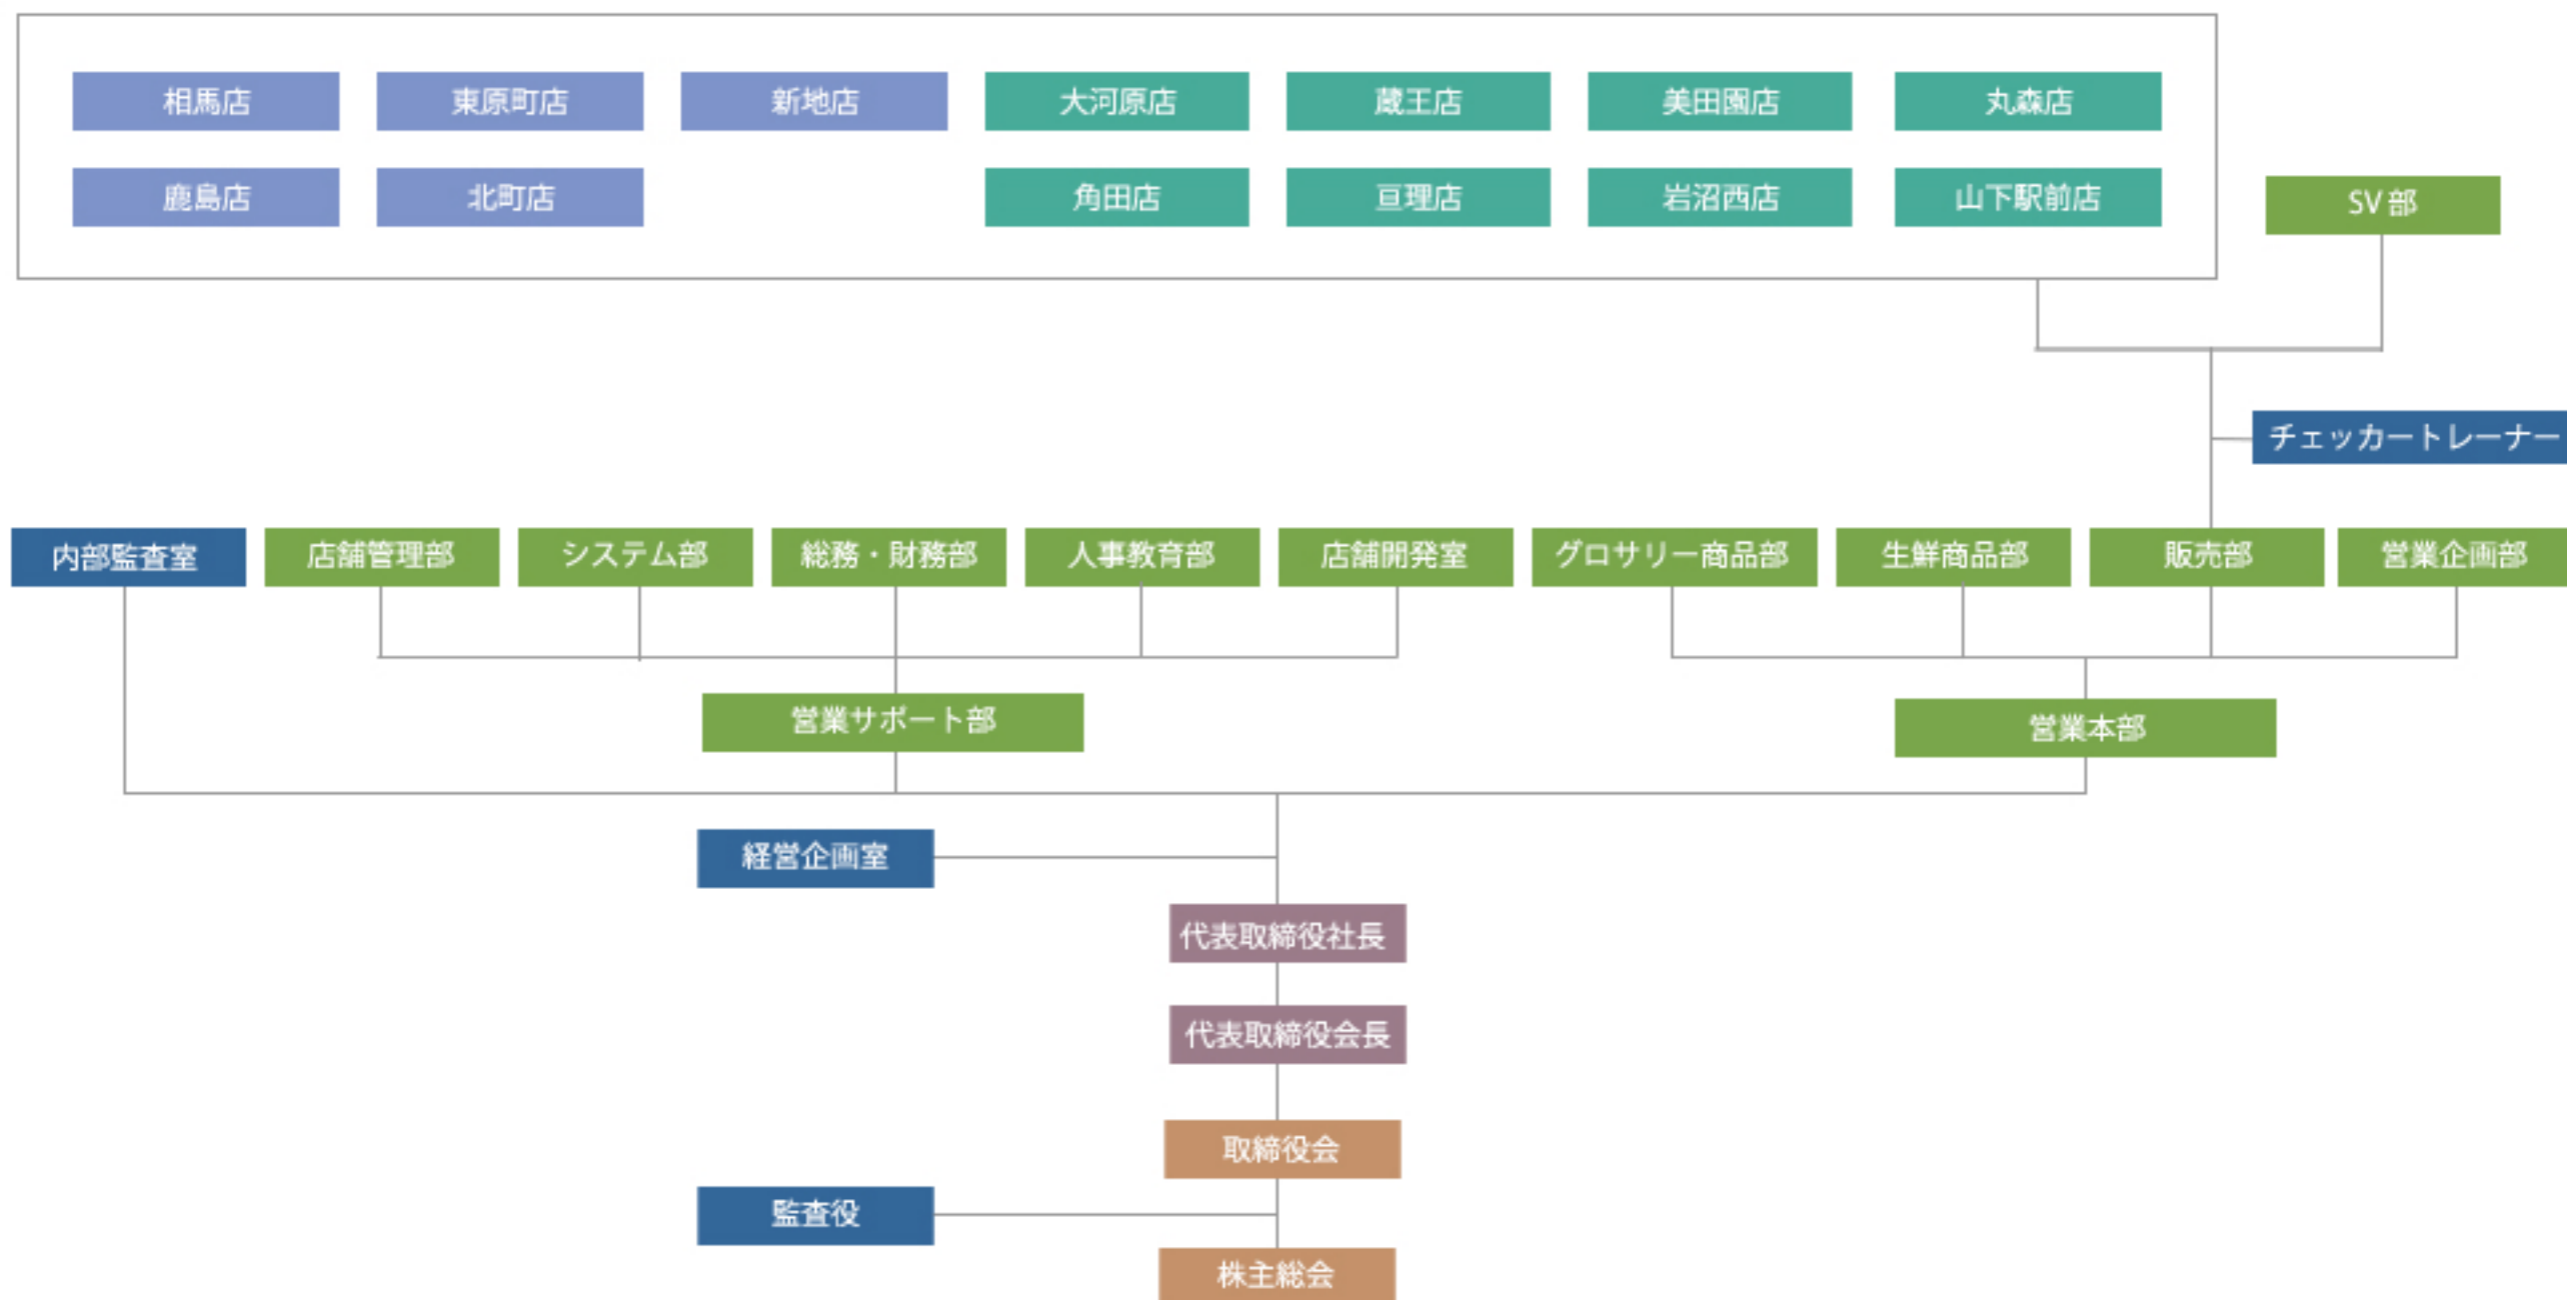 相馬店
東原町店
新地店
大河原店
蔵王店
美田園店
丸森店
鹿島店
北町店
角田店
亘理店
岩沼西店
山下駅前店
SV部
チェッカートレーナー
内部監査室
店舗管理部
システム部
総務・財務部
人事教育部
店舗開発室
グロサリー商品部
生鮮商品部
販売部
営業企画部
営業サポート部
営業本部
経営企画室
代表取締役社長
代表取締役会長
取締役会
監査役
株主総会